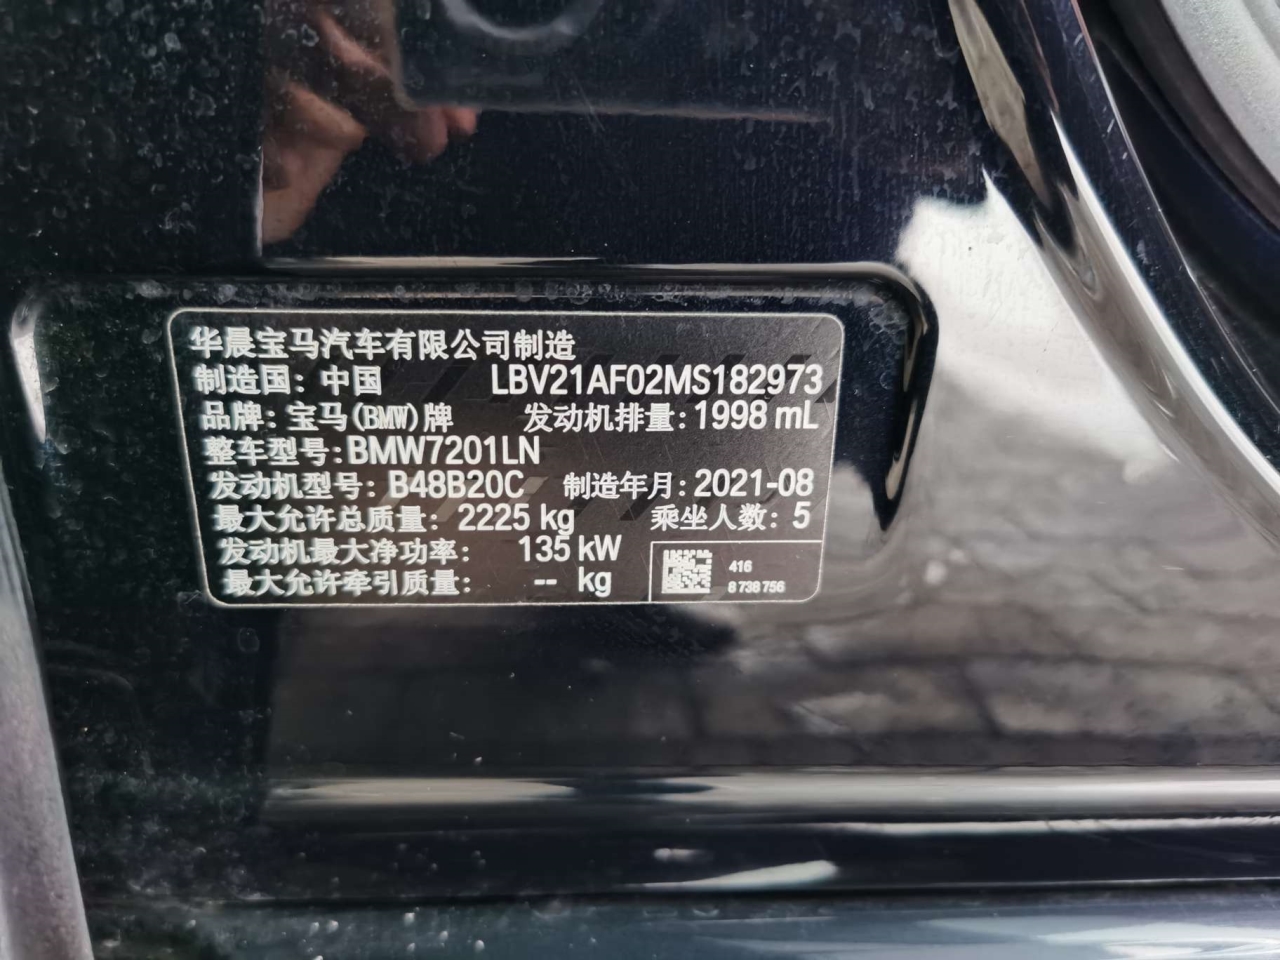 华晨宝马汽车有限公司制造
制造国: 中国 LBV21AF02MS182973
品牌: 宝马(BMW)牌 发动机排量: 1998 mL
整车型号: BMW7201LN
发动机型号: B48B20C 制造年月: 2021-08
最大允许总质量: 2225 kg 乘坐人数: 5
发动机最大净功率: 135 kW
最大允许牵引质量: -- kg
416
8 738 756